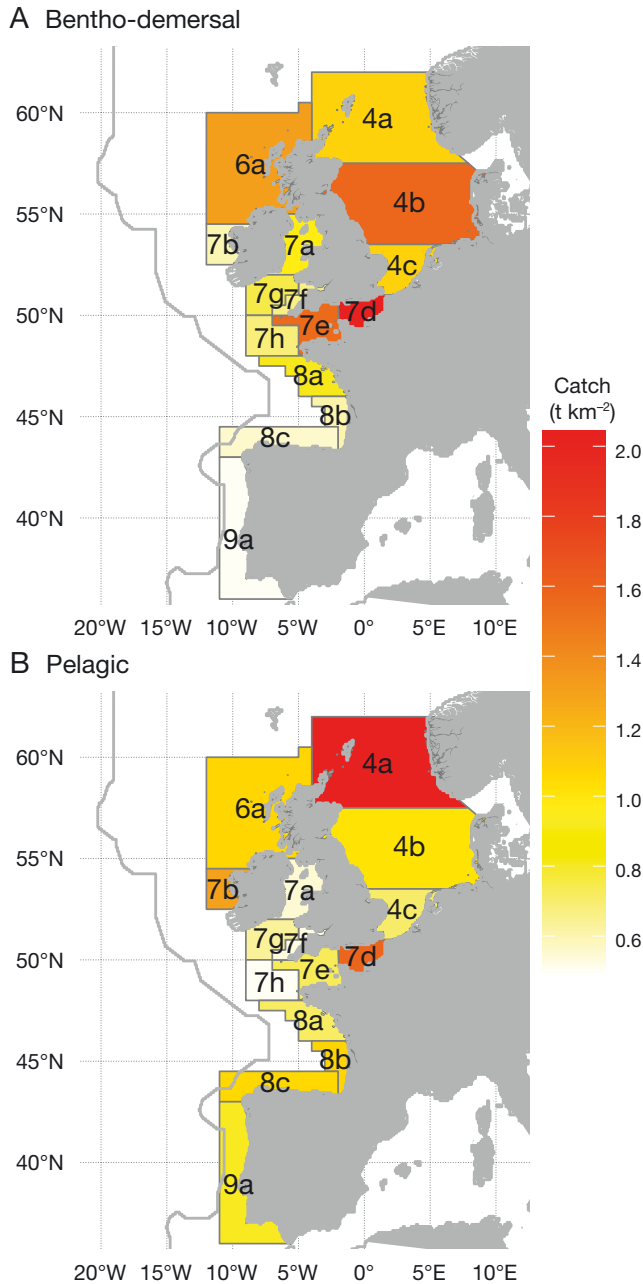 A Bentho-demersal
60°N
55°N
50°N
45°N
40°N
4a
6a
4b
7b
7a
4c
7g
7f
7d
7e
7h
8a
8b
8c
9a
20°W 15°W 10°W 5°W 0° 5°E 10°E
Catch
(t km⁻²)
2.0
1.8
1.6
1.4
1.2
1.0
0.8
0.6
B Pelagic
60°N
55°N
50°N
45°N
40°N
4a
6a
4b
7b
7a
4c
7g
7f
7d
7e
7h
8a
8b
8c
9a
20°W 15°W 10°W 5°W 0° 5°E 10°E